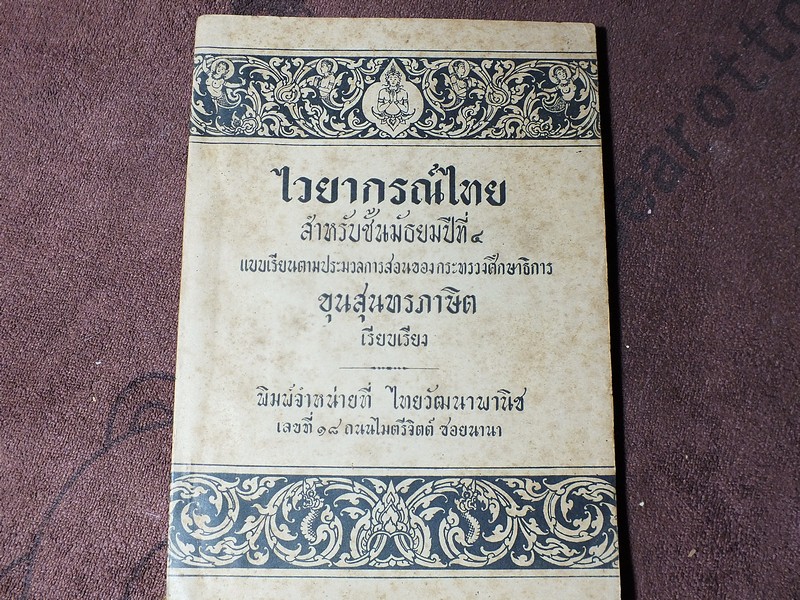 ไวยากรณ์ไทย
สำหรับชั้นมัธยมปีที่ ๔
แบบเรียนตามประมวลการสอนของกระทรวงศึกษาธิการ
ขุนสุนทรภาษิต
เรียบเรียง
พิมพ์จำหน่ายที่ ไทยวัฒนาพานิช
เลขที่ ๑๘ ถนนไมตรีจิตต์ ซอยนานา